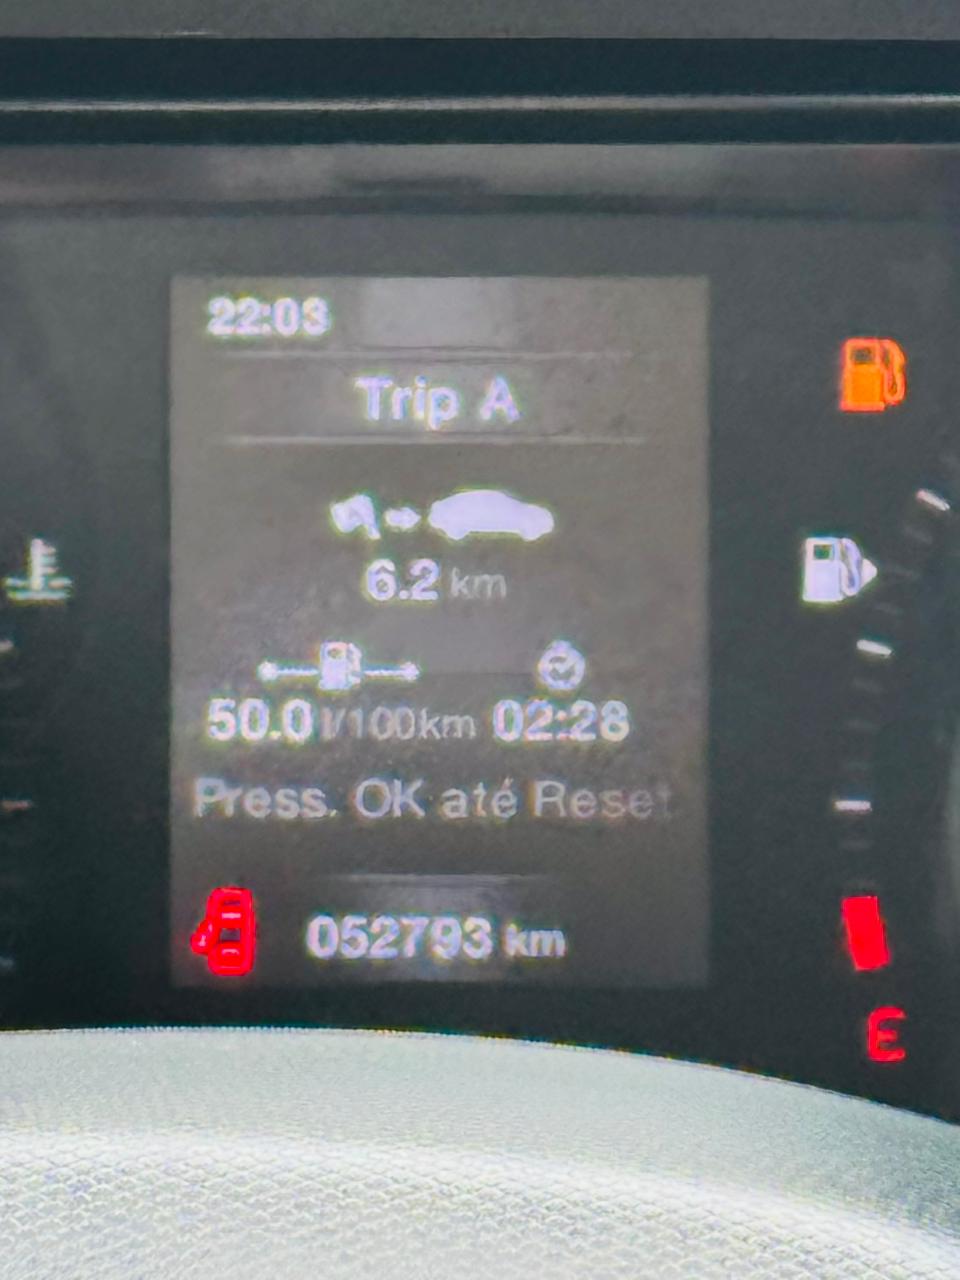 22:03
Trip A
6.2 km
50.0 l/100km 02:28
Press. OK até Reset
052793 km
E